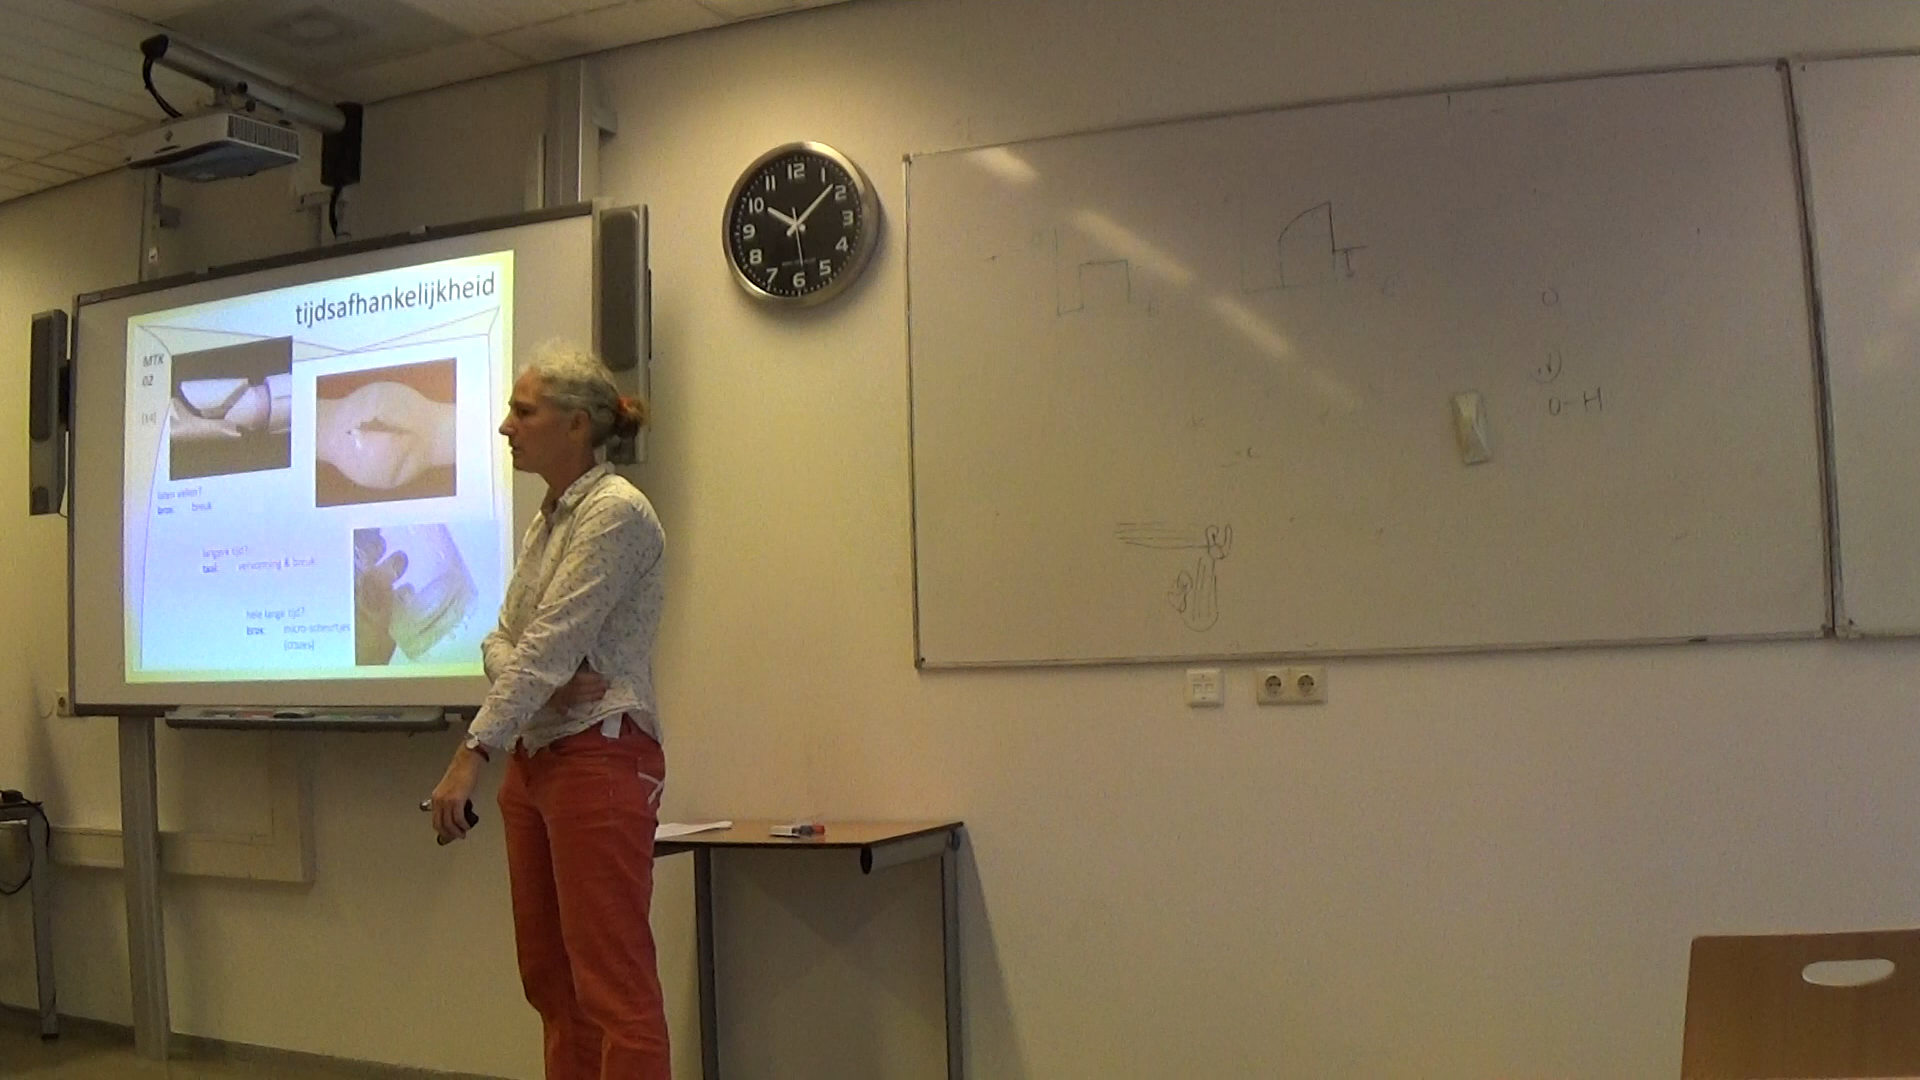 tijdsafhankelijkheid
MTK
02
[14]
laten vallen?
bros: breuk
langere tijd?
taai: vervorming & breuk
hele lange tijd?
bros: micro-scheurtjes
(crazes)
12
1
2
3
4
5
6
7
8
9
10
11
O-H